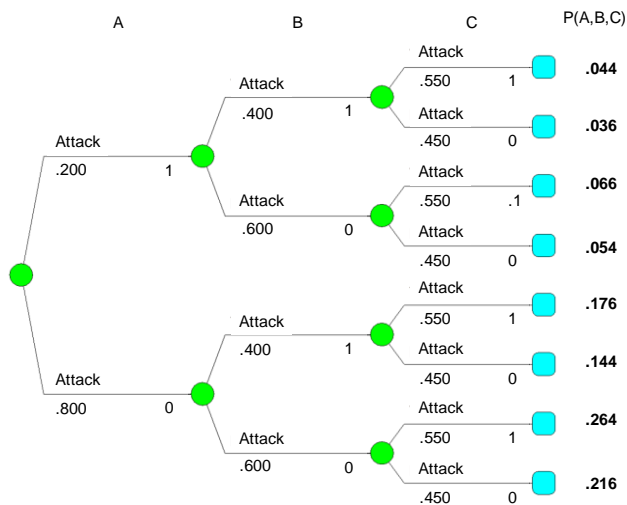 A B C P(A,B,C)
Attack
.550 1 .044
Attack
.400 1
Attack
.450 0 .036
Attack
.200 1
Attack
.550 .1 .066
Attack
.600 0
Attack
.450 0 .054
Attack
.550 1 .176
Attack
.400 1
Attack
.450 0 .144
Attack
.800 0
Attack
.550 1 .264
Attack
.600 0
Attack
.450 0 .216